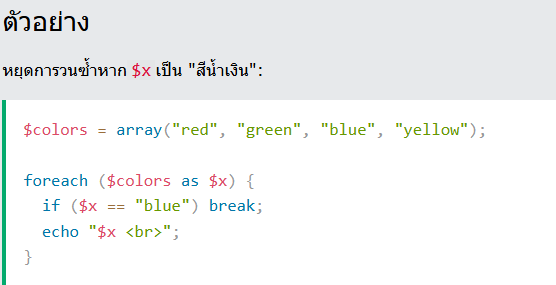 ตัวอย่าง
หยุดการวนซ้ำหาก $x เป็น "สีน้ำเงิน":
$colors = array("red", "green", "blue", "yellow");
foreach ($colors as $x) {
  if ($x == "blue") break;
  echo "$x <br>";
}